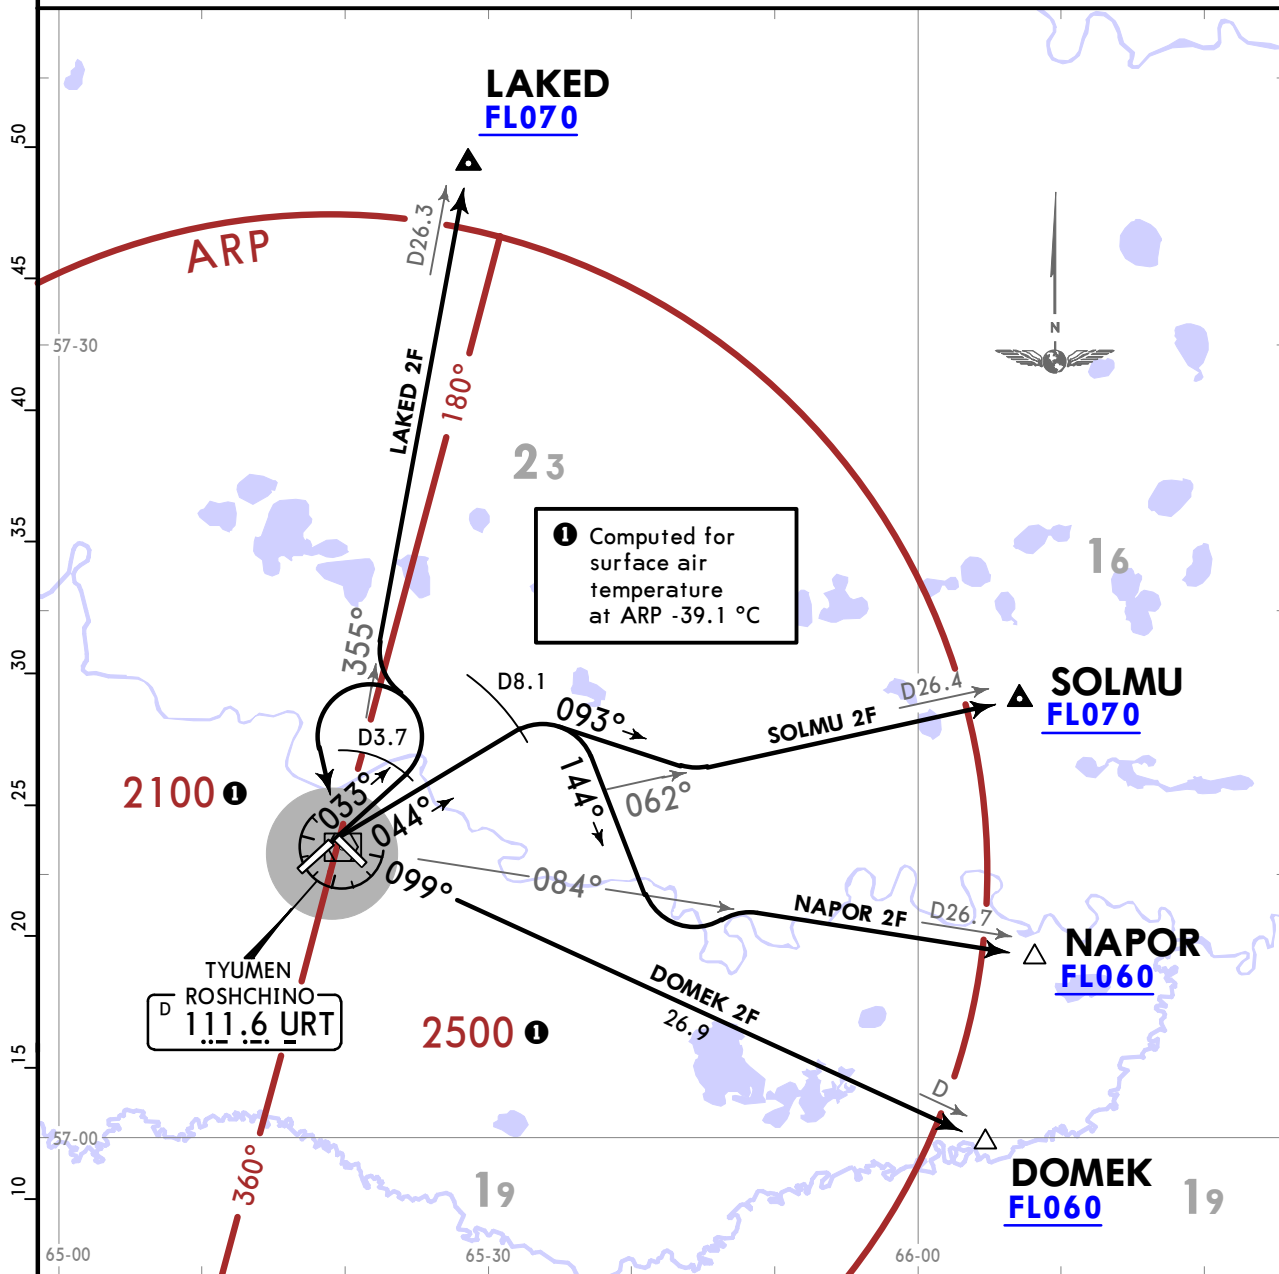 LAKED
FL070
50
D26.3
ARP
45
N
57-30
LAKED 2F
180°
40
23
❶ Computed for
surface air
temperature
at ARP -39.1 °C
35
16
355°
30
D8.1
D26.4
SOLMU
FL070
093°
SOLMU 2F
D3.7
2100 ❶
25
033°
044°
144°
062°
099°
084°
20
NAPOR 2F
D26.7
NAPOR
FL060
TYUMEN
ROSHCHINO
D 111.6 URT
DOMEK 2F
26.9
2500 ❶
15
D
57-00
DOMEK
FL060
360°
10
19
19
65-00
65-30
66-00